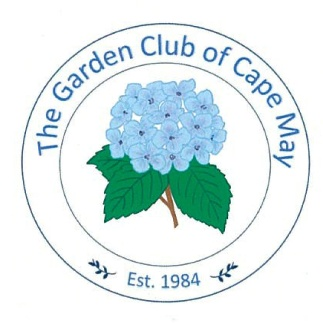 The Garden Club of Cape May
Est. 1984